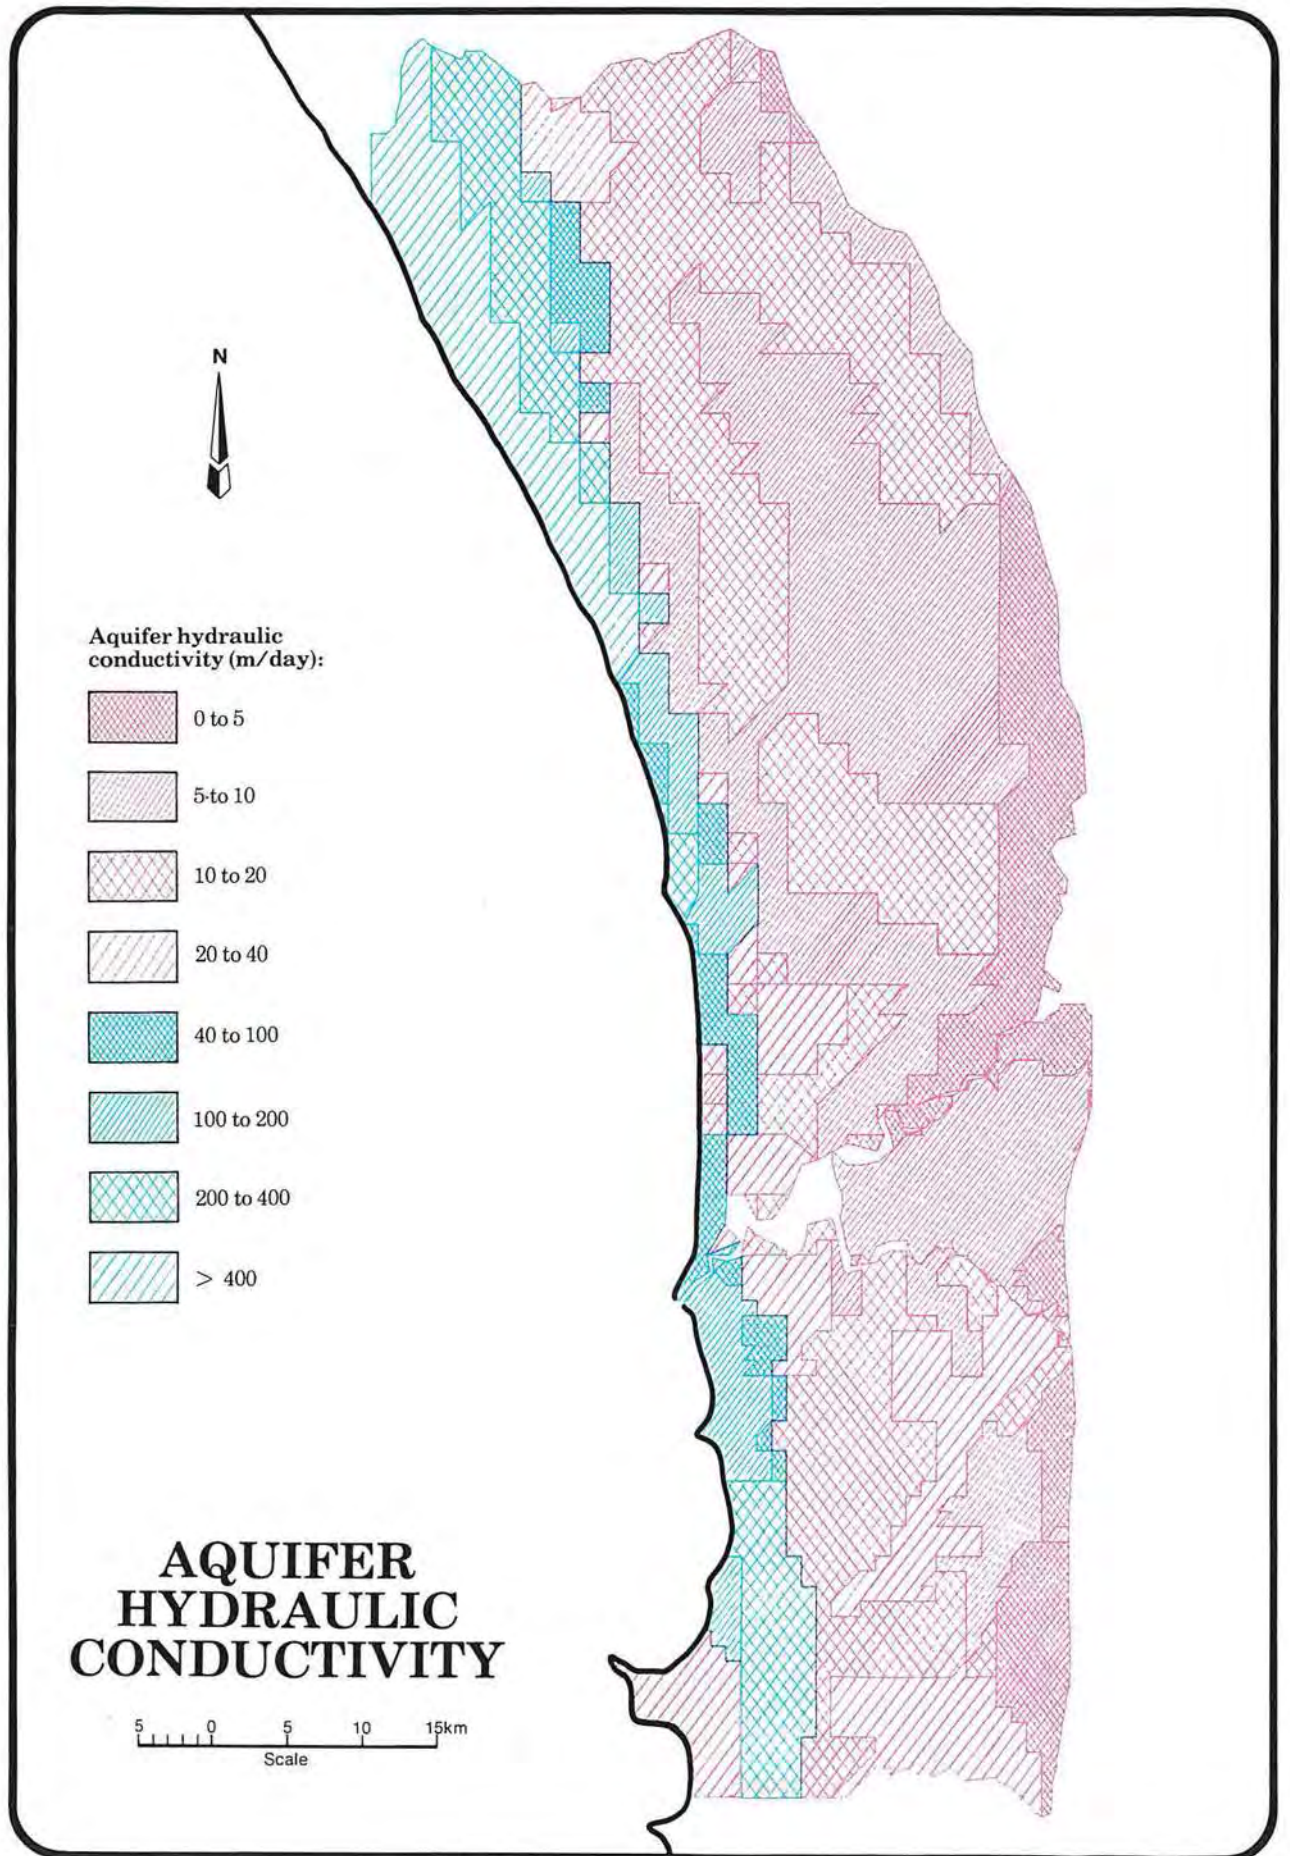 N
Aquifer hydraulic
conductivity (m/day):
0 to 5
5·to 10
10 to 20
20 to 40
40 to 100
100 to 200
200 to 400
> 400
AQUIFER
HYDRAULIC
CONDUCTIVITY
5 0 5 10 15km
Scale